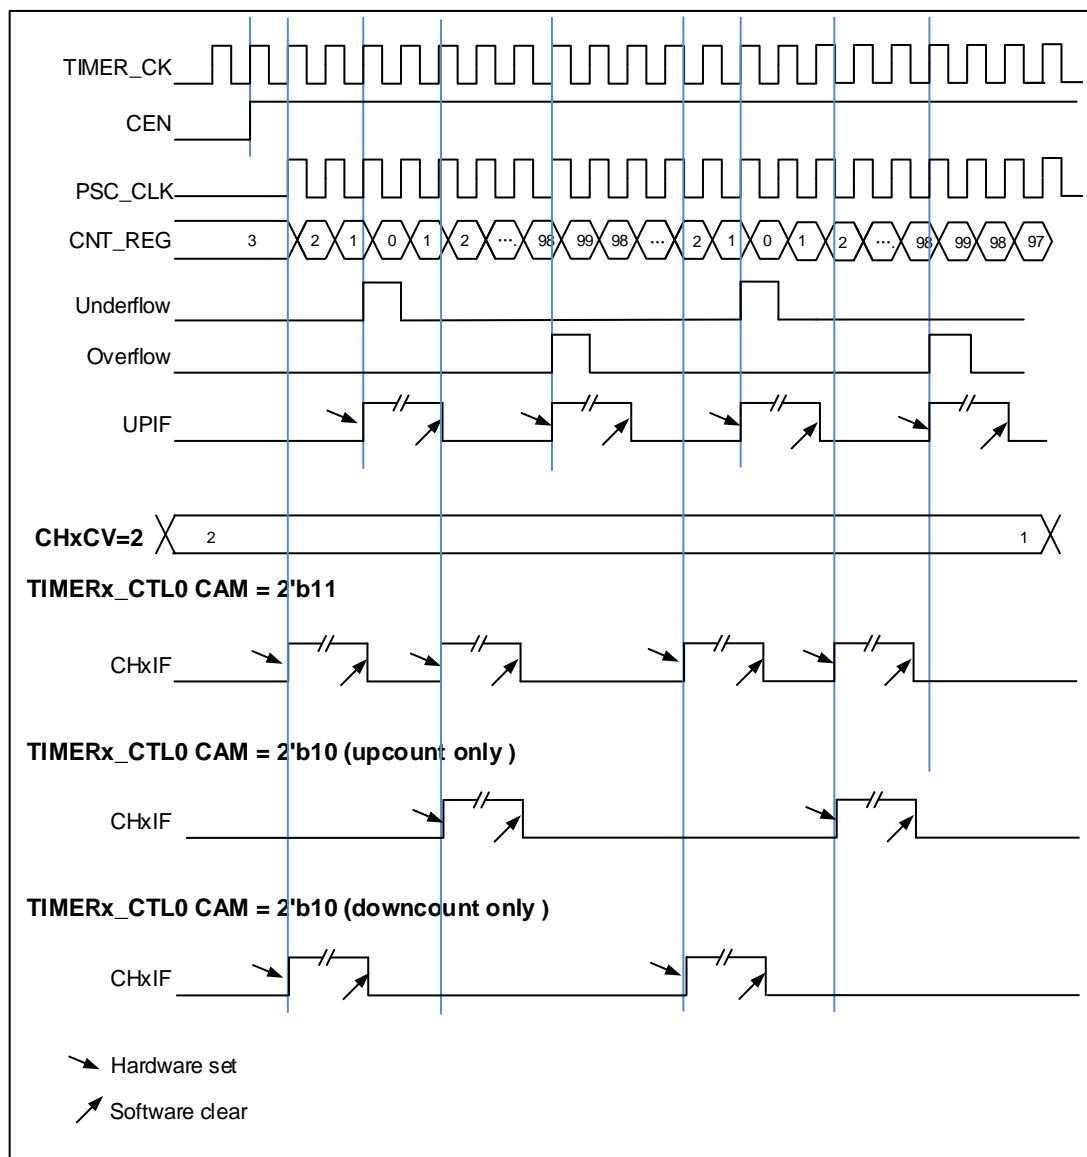 TIMER_CK
CEN
PSC_CLK
CNT_REG 3 2 1 0 1 2 .... 98 99 98 ... 2 1 0 1 2 .... 98 99 98 97
Underflow
Overflow
UPIF
CHxCV=2 2 1
TIMERx_CTL0 CAM = 2'b11
CHxIF
TIMERx_CTL0 CAM = 2'b10 (upcount only )
CHxIF
TIMERx_CTL0 CAM = 2'b10 (downcount only )
CHxIF
Hardware set
Software clear